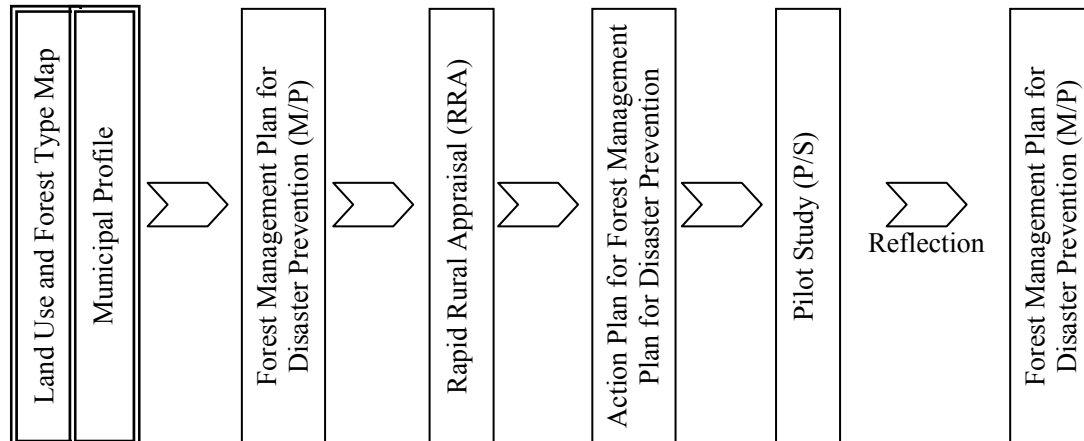 Land Use and Forest Type Map
Municipal Profile
Forest Management Plan for
Disaster Prevention (M/P)
Rapid Rural Appraisal (RRA)
Action Plan for Forest Management
Plan for Disaster Prevention
Pilot Study (P/S)
Reflection
Forest Management Plan for
Disaster Prevention (M/P)